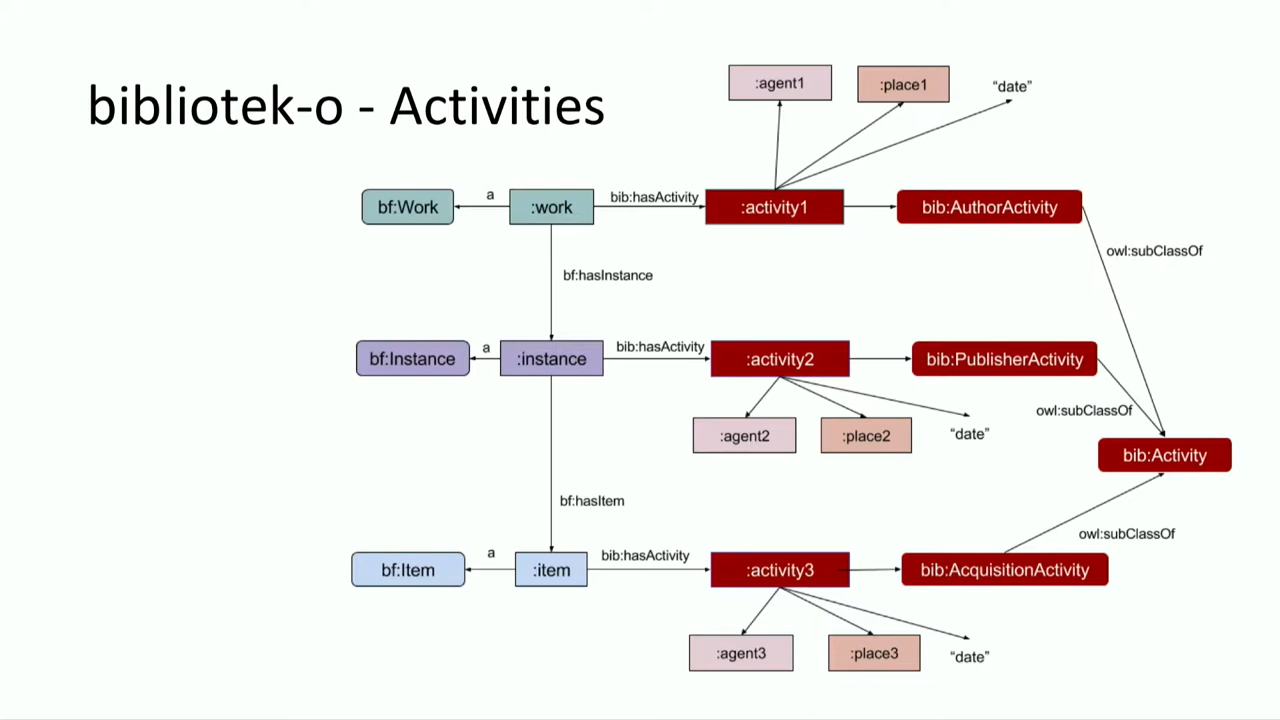 bibliotek-o - Activities
:agent1
:place1
“date”
bf:Work
a
:work
bib:hasActivity
:activity1
bib:AuthorActivity
owl:subClassOf
bf:hasInstance
bf:Instance
a
:instance
bib:hasActivity
:activity2
bib:PublisherActivity
owl:subClassOf
:agent2
:place2
“date”
bib:Activity
bf:hasItem
owl:subClassOf
bf:Item
a
:item
bib:hasActivity
:activity3
bib:AcquisitionActivity
:agent3
:place3
“date”